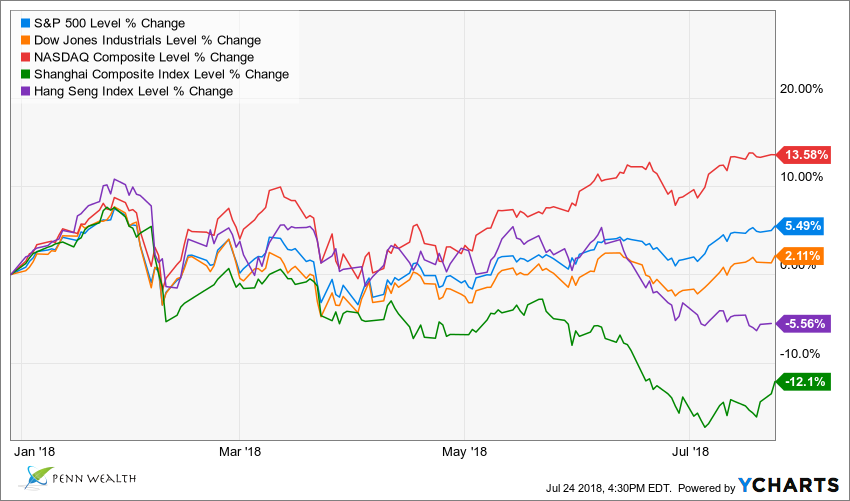 S&P 500 Level % Change
Dow Jones Industrials Level % Change
NASDAQ Composite Level % Change
Shanghai Composite Index Level % Change
Hang Seng Index Level % Change
20.00%
13.58%
10.00%
5.49%
2.11%
0.00%
-5.56%
-10.0%
-12.1%
Jan '18 Mar '18 May '18 Jul '18
PENN WEALTH
Jul 24 2018, 4:30PM EDT. Powered by YCHARTS